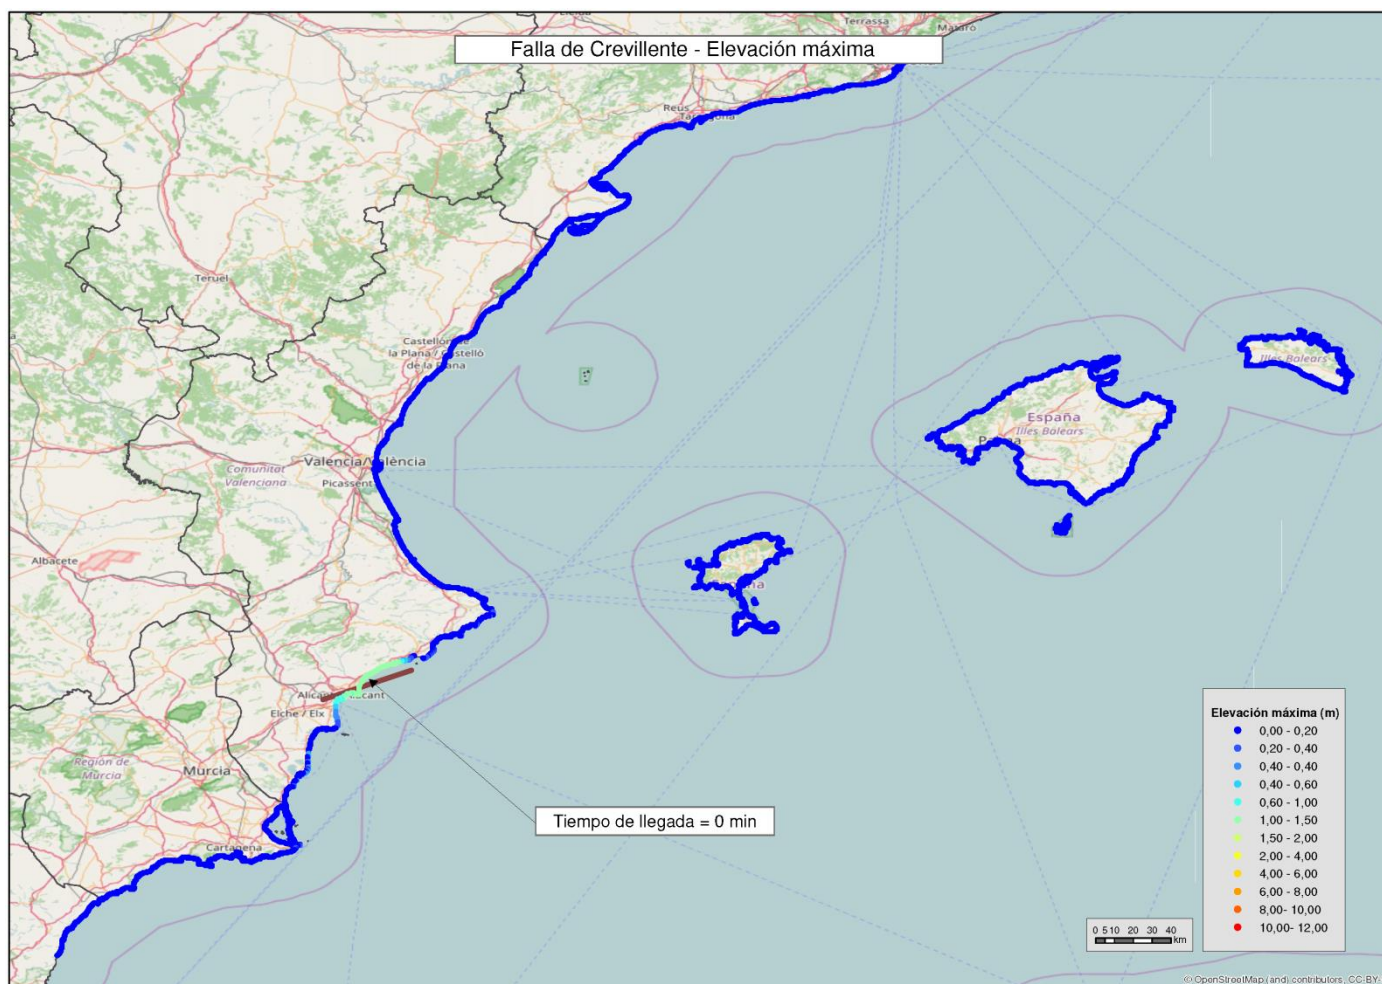 Lleida
Terrassa
Mataró
Falla de Crevillente - Elevación máxima
Reus
Tarragona
Teruel
Castellón de
la Plana / Castelló
de la Plana
Illes Balears
España
Illes Balears
Palma
Valencia/València
Comunitat
Valenciana
Picassent
Albacete
España
Alicante/Alacant
Elche / Elx
Región de
Murcia
Murcia
Cartagena
Tiempo de llegada = 0 min
Elevación máxima (m)
0,00 - 0,20
0,20 - 0,40
0,40 - 0,40
0,40 - 0,60
0,60 - 1,00
1,00 - 1,50
1,50 - 2,00
2,00 - 4,00
4,00 - 6,00
6,00 - 8,00
8,00- 10,00
10,00- 12,00
0 5 10 20 30 40
km
© OpenStreetMap (and) contributors, CC-BY-